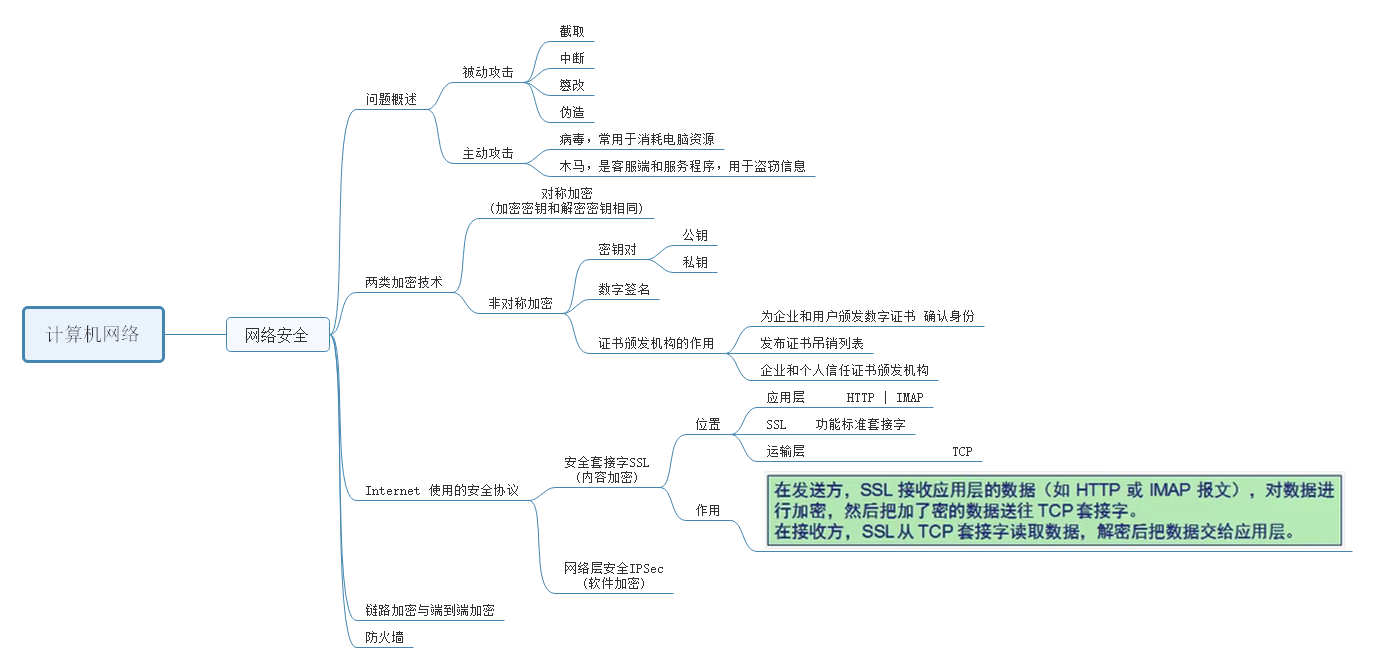 截取
中断
篡改
伪造
被动攻击
问题概述
主动攻击
病毒，常用于消耗电脑资源
木马，是客服端和服务程序，用于盗窃信息
对称加密
(加密密钥和解密密钥相同)
两类加密技术
非对称加密
密钥对
公钥
私钥
数字签名
证书颁发机构的作用
为企业和用户颁发数字证书 确认身份
发布证书吊销列表
企业和个人信任证书颁发机构
计算机网络
网络安全
Internet 使用的安全协议
安全套接字SSL
(内容加密)
位置
应用层 HTTP | IMAP
SSL 功能标准套接字
运输层 TCP
作用
在发送方，SSL 接收应用层的数据（如 HTTP 或 IMAP 报文），对数据进
行加密，然后把加了密的数据送往 TCP 套接字。
在接收方，SSL 从 TCP 套接字读取数据，解密后把数据交给应用层。
网络层安全IPSec
(软件加密)
链路加密与端到端加密
防火墙